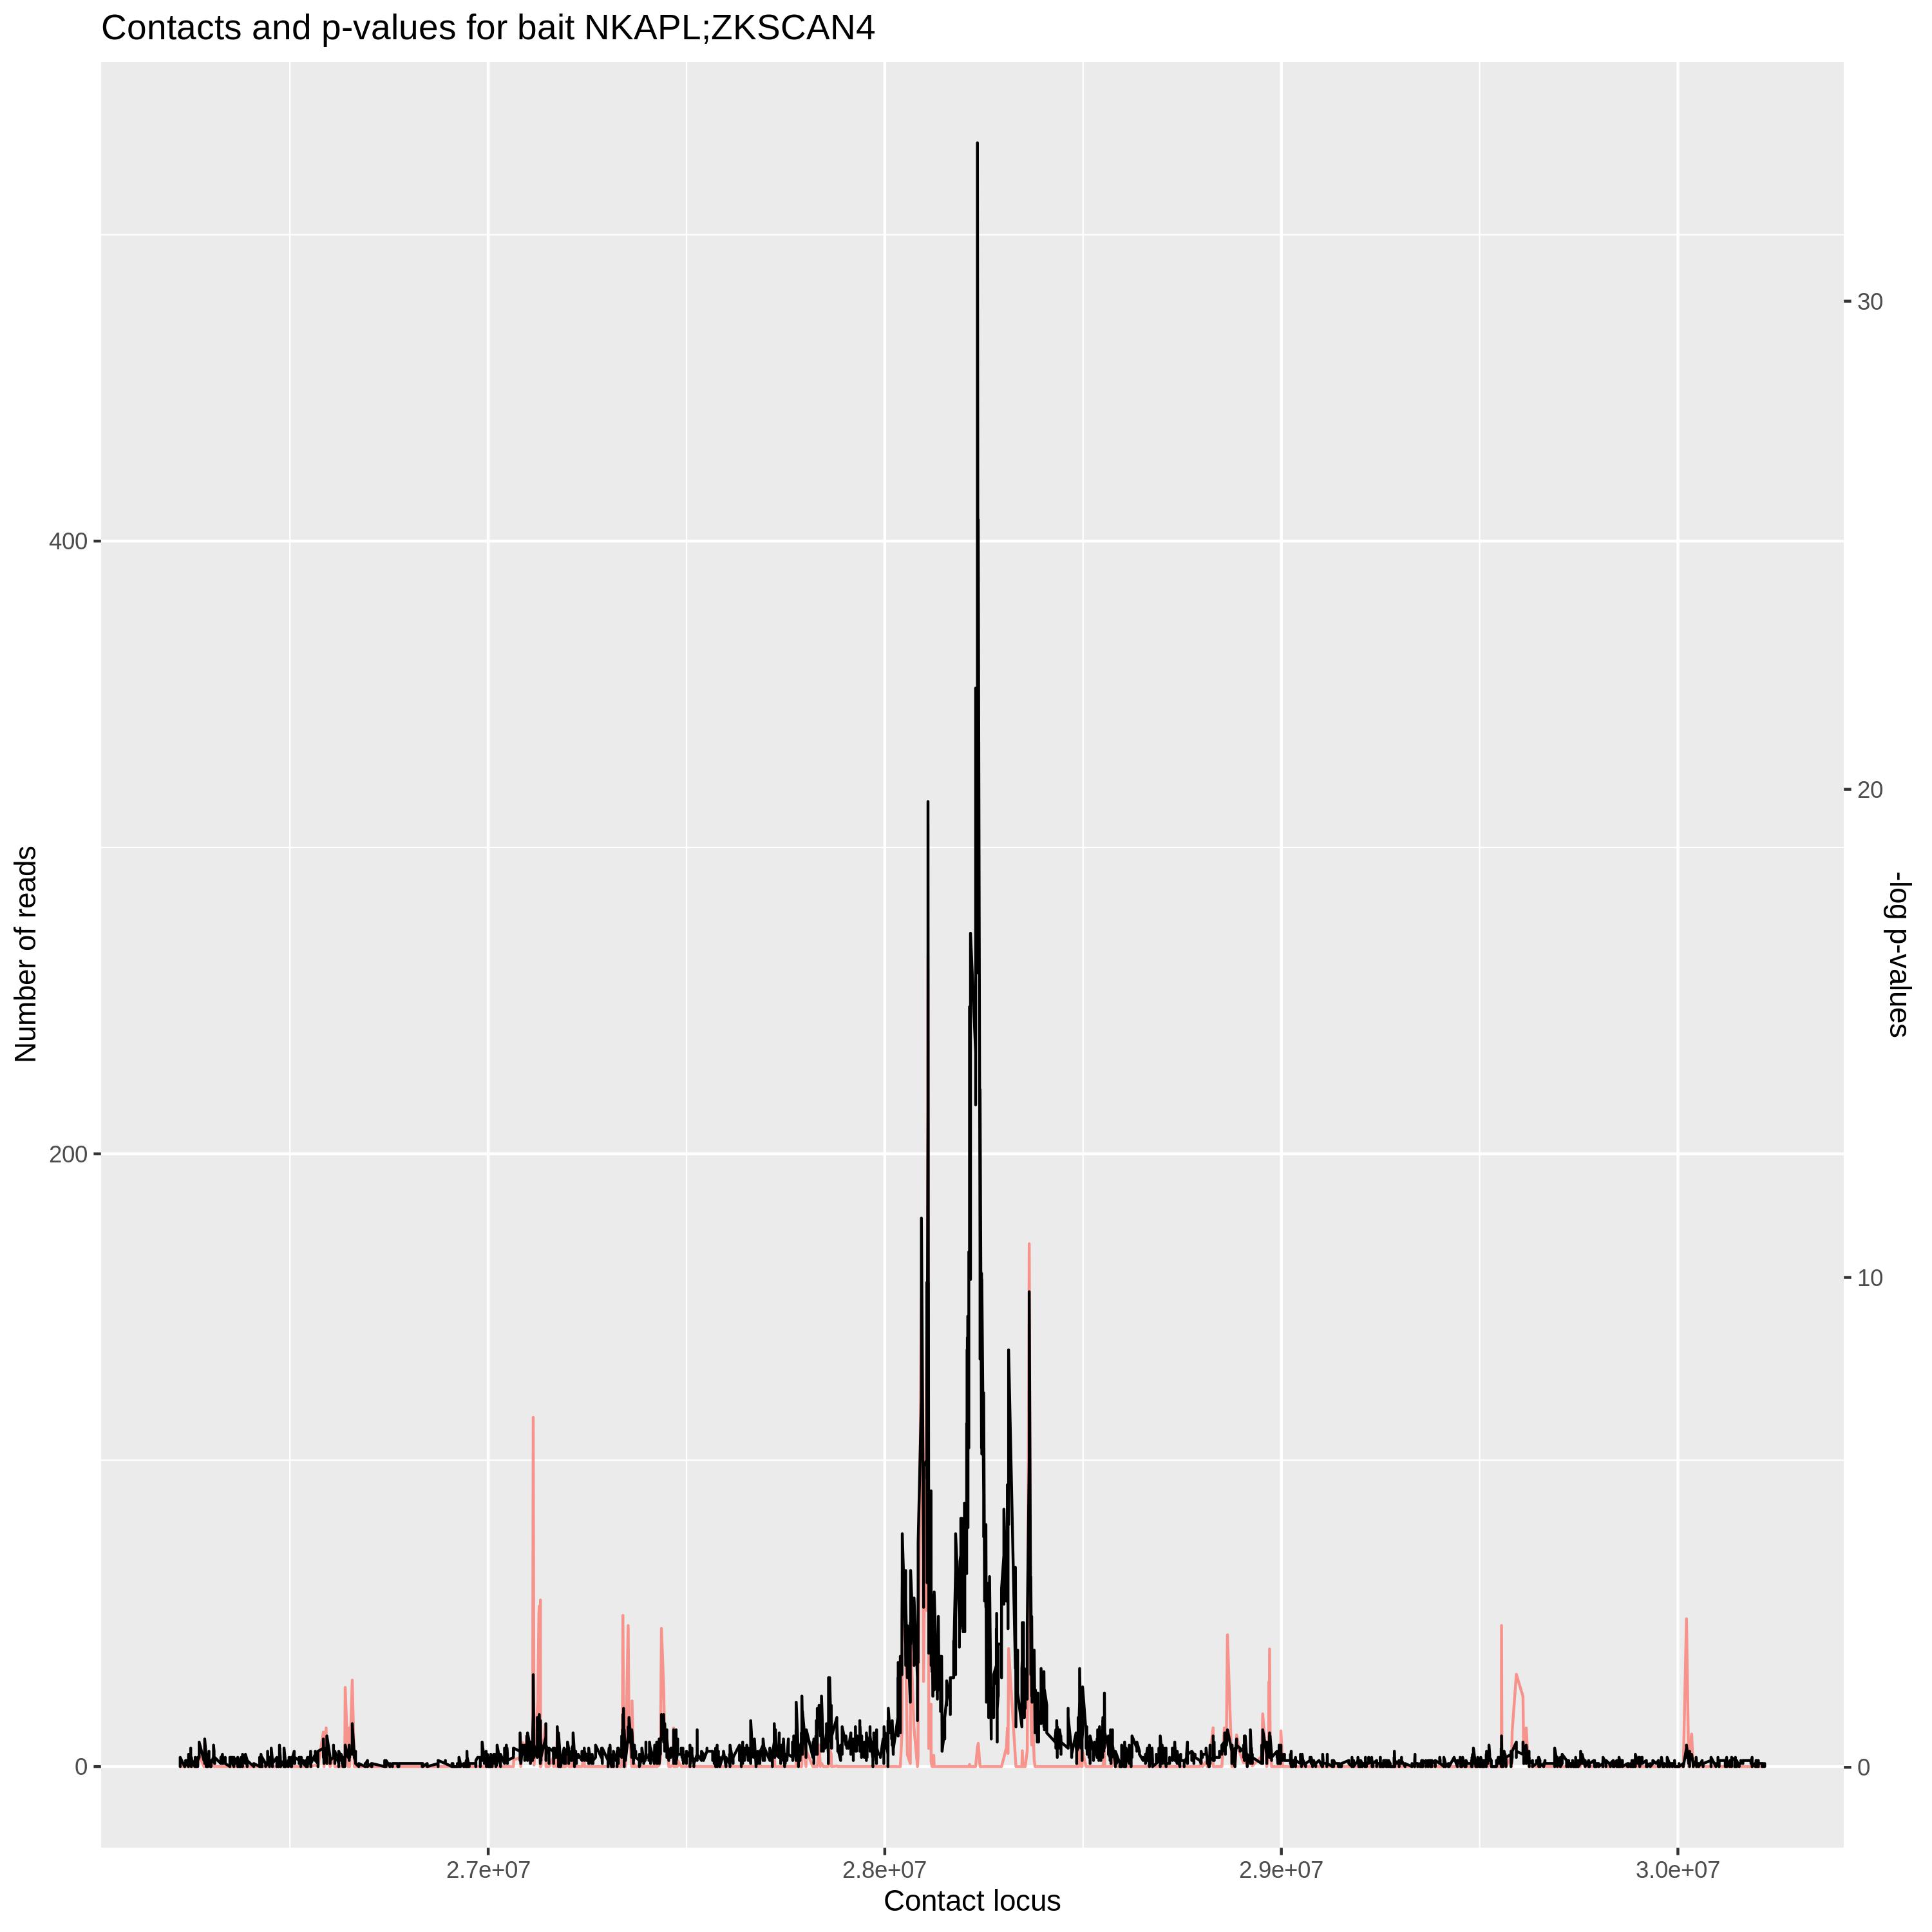 Contacts and p-values for bait NKAPL;ZKSCAN4
Number of reads
400
200
0
30
20
10
0
-log p-values
2.7e+07
2.8e+07
2.9e+07
3.0e+07
Contact locus